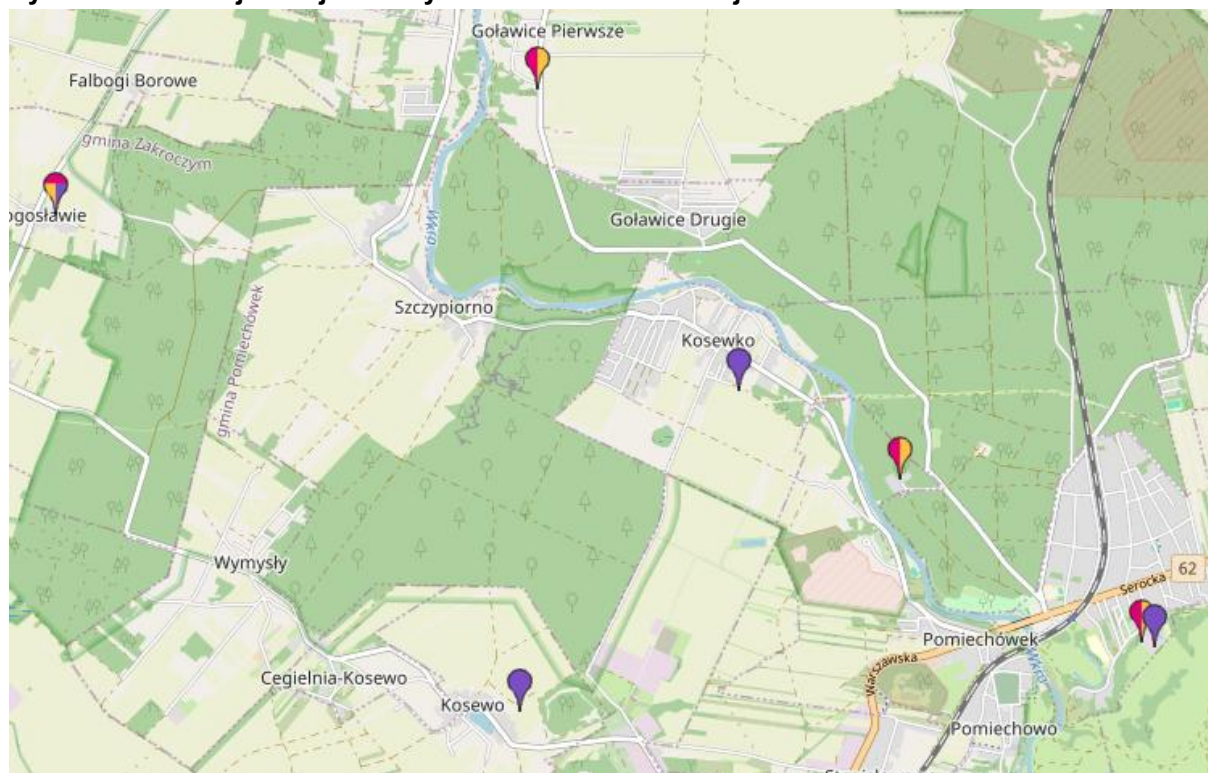 Goławice Pierwsze
Falbogi Borowe
gmina Zakroczym
ogosławie
Wkra
Goławice Drugie
gmina Pomiechówek
Szczypiorno
Kosewko
Wymysły
62
Serocka
Pomiechówek
Warszawska
Wkra
Cegielnia-Kosewo
Kosewo
Pomiechowo